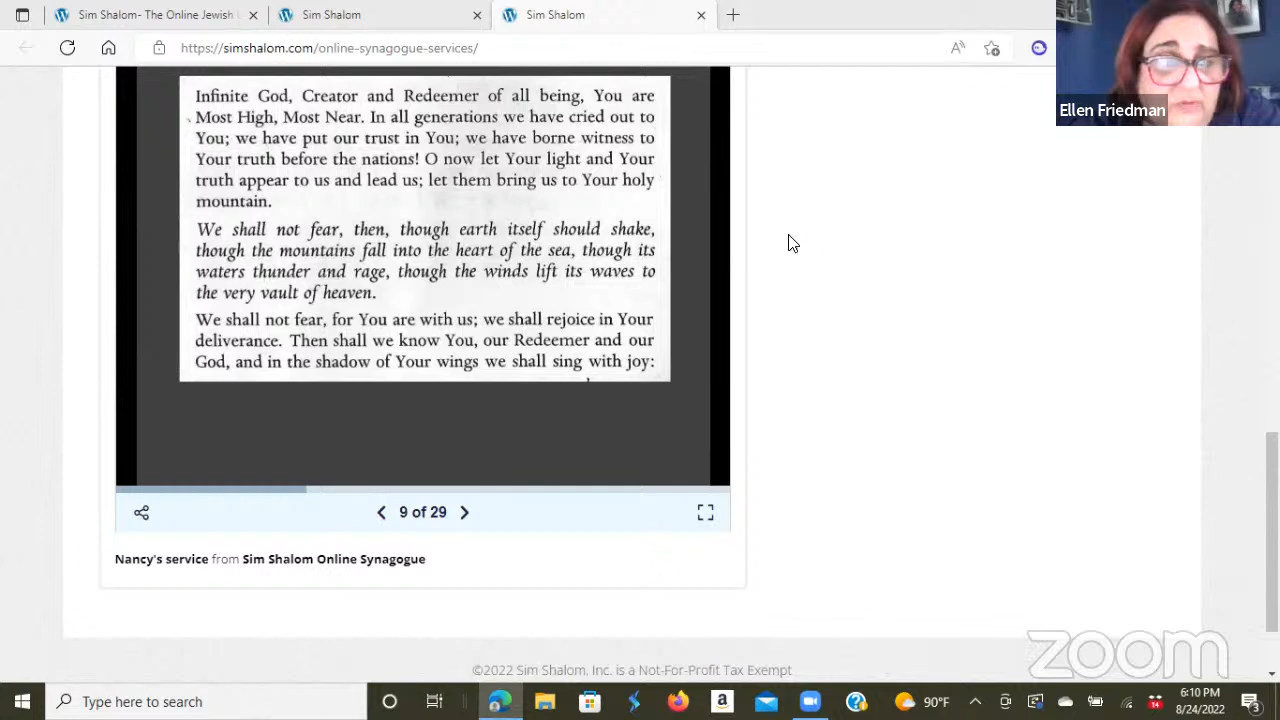 Sim Shalom- The Online Jewish
Sim Shalom
Sim Shalom
https://simshalom.com/online-synagogue-services/
Ellen Friedman
Infinite God, Creator and Redeemer of all being, You are
Most High, Most Near. In all generations we have cried out to
You; we have put our trust in You; we have borne witness to
Your truth before the nations! O now let Your light and Your
truth appear to us and lead us; let them bring us to Your holy
mountain.
We shall not fear, then, though earth itself should shake,
though the mountains fall into the heart of the sea, though its
waters thunder and rage, though the winds lift its waves to
the very vault of heaven.
We shall not fear, for You are with us; we shall rejoice in Your
deliverance. Then shall we know You, our Redeemer and our
God, and in the shadow of Your wings we shall sing with joy:
9 of 29
Nancy's service from Sim Shalom Online Synagogue
©2022 Sim Shalom, Inc. is a Not-For-Profit Tax Exempt
zoom
Type here to search
90°F
14
6:10 PM
8/24/2022
3